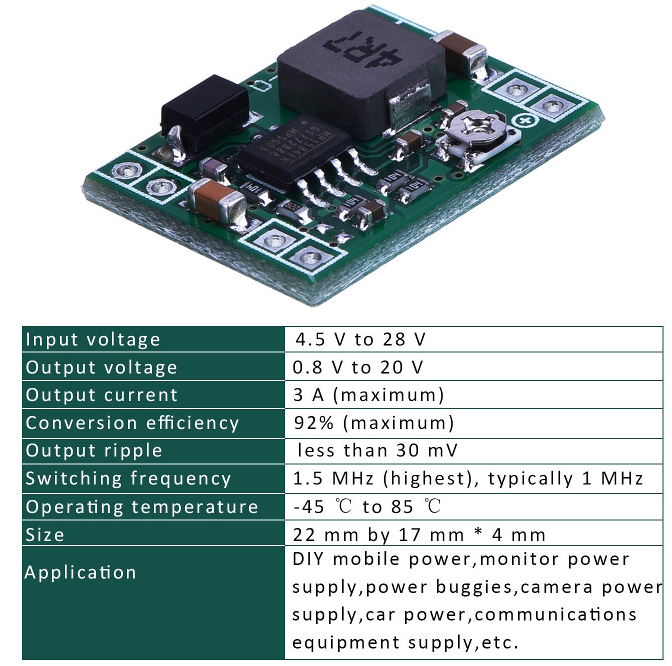 4R7
+
Input voltage 4.5 V to 28 V
Output voltage 0.8 V to 20 V
Output current 3 A (maximum)
Conversion efficiency 92% (maximum)
Output ripple less than 30 mV
Switching frequency 1.5 MHz (highest), typically 1 MHz
Operating temperature -45 ℃ to 85 ℃
Size 22 mm by 17 mm * 4 mm
Application DIY mobile power,monitor power
supply,power buggies,camera power
supply,car power,communications
equipment supply,etc.